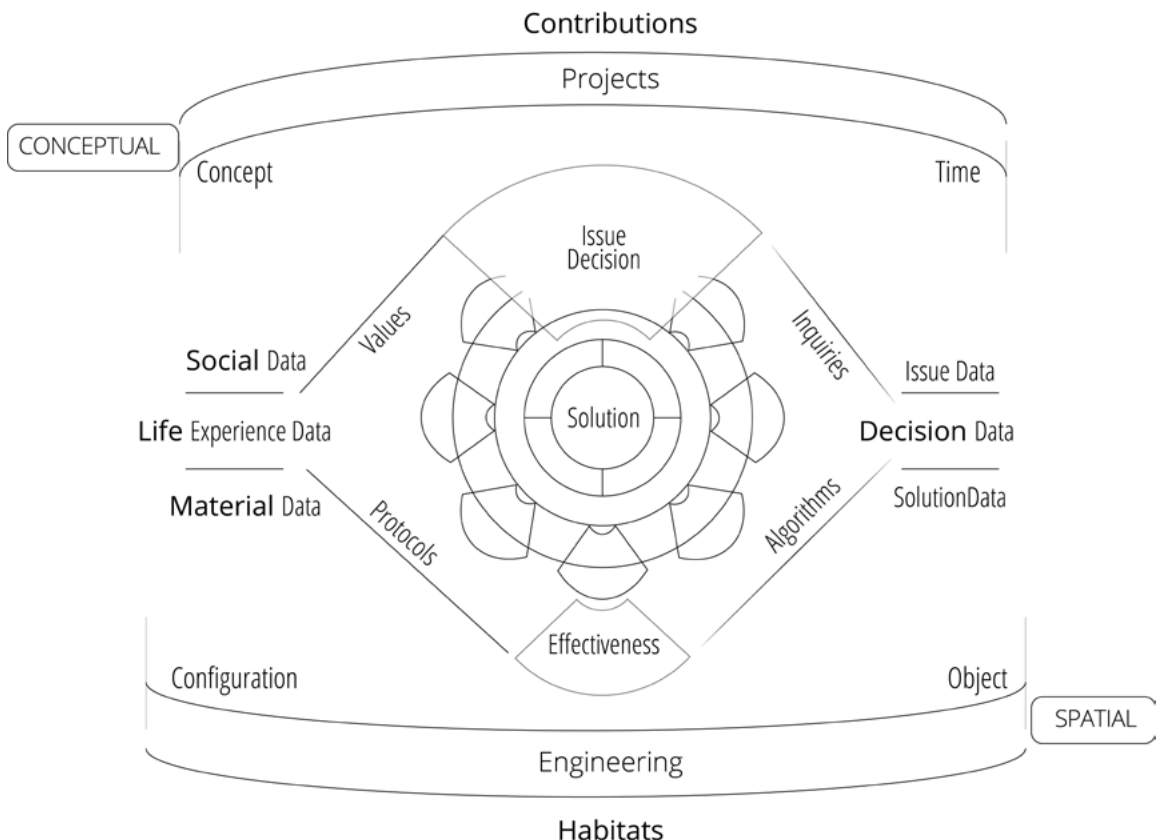 Contributions
Projects
CONCEPTUAL
Concept
Time
Issue
Decision
Values
Inquiries
Social Data
Issue Data
Solution
Life Experience Data
Decision Data
Material Data
SolutionData
Protocols
Algorithms
Effectiveness
Configuration
Object
SPATIAL
Engineering
Habitats